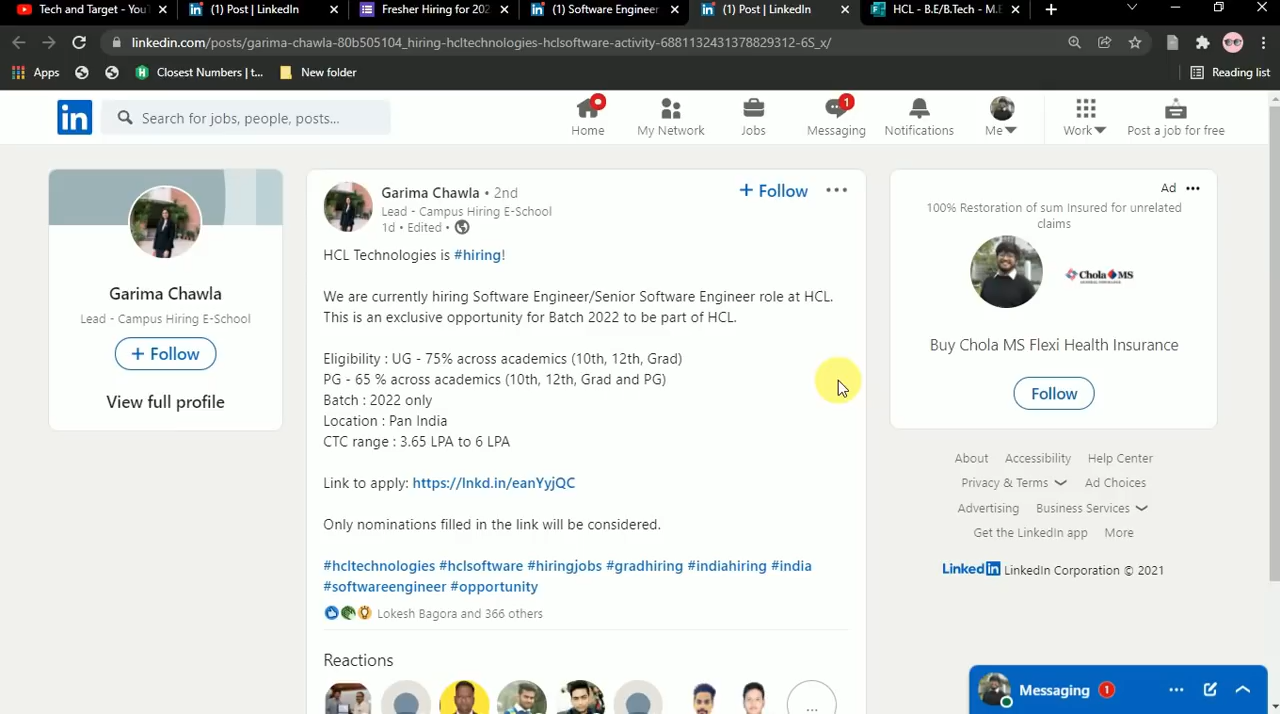 Tech and Target - YouT
(1) Post | LinkedIn
Fresher Hiring for 202
(1) Software Engineer
(1) Post | LinkedIn
HCL - B.E/B.Tech - M.E
linkedin.com/posts/garima-chawla-80b505104_hiring-hcltechnologies-hclsoftware-activity-6881132431378829312-6S_x/
Apps
Closest Numbers | t...
New folder
Reading list
in
Search for jobs, people, posts...
1
Home
My Network
Jobs
Messaging
Notifications
Me
Work
Post a job for free
Garima Chawla
Lead - Campus Hiring E-School
+ Follow
View full profile
Garima Chawla • 2nd
Lead - Campus Hiring E-School
1d • Edited •
+ Follow
HCL Technologies is #hiring!
We are currently hiring Software Engineer/Senior Software Engineer role at HCL.
This is an exclusive opportunity for Batch 2022 to be part of HCL.
Eligibility : UG - 75% across academics (10th, 12th, Grad)
PG - 65 % across academics (10th, 12th, Grad and PG)
Batch : 2022 only
Location : Pan India
CTC range : 3.65 LPA to 6 LPA
Link to apply: https://lnkd.in/eanYyjQC
Only nominations filled in the link will be considered.
#hcltechnologies #hclsoftware #hiringjobs #gradhiring #indiahiring #india
#softwareengineer #opportunity
Lokesh Bagora and 366 others
Reactions
...
Ad
100% Restoration of sum Insured for unrelated
claims
Chola MS
Buy Chola MS Flexi Health Insurance
Follow
About Accessibility Help Center
Privacy & Terms Ad Choices
Advertising Business Services
Get the LinkedIn app More
LinkedIn LinkedIn Corporation © 2021
Messaging 1